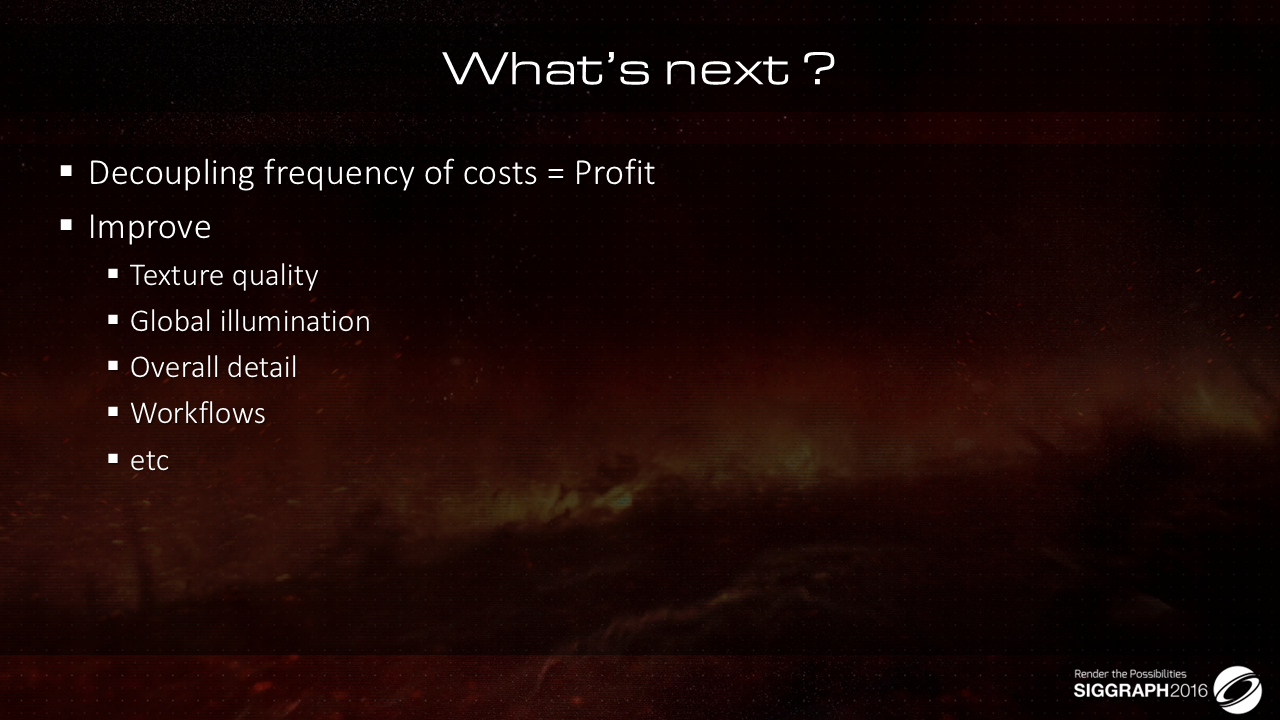 What's next ?
▪ Decoupling frequency of costs = Profit
▪ Improve
▪ Texture quality
▪ Global illumination
▪ Overall detail
▪ Workflows
▪ etc
Render the Possibilities
SIGGRAPH2016